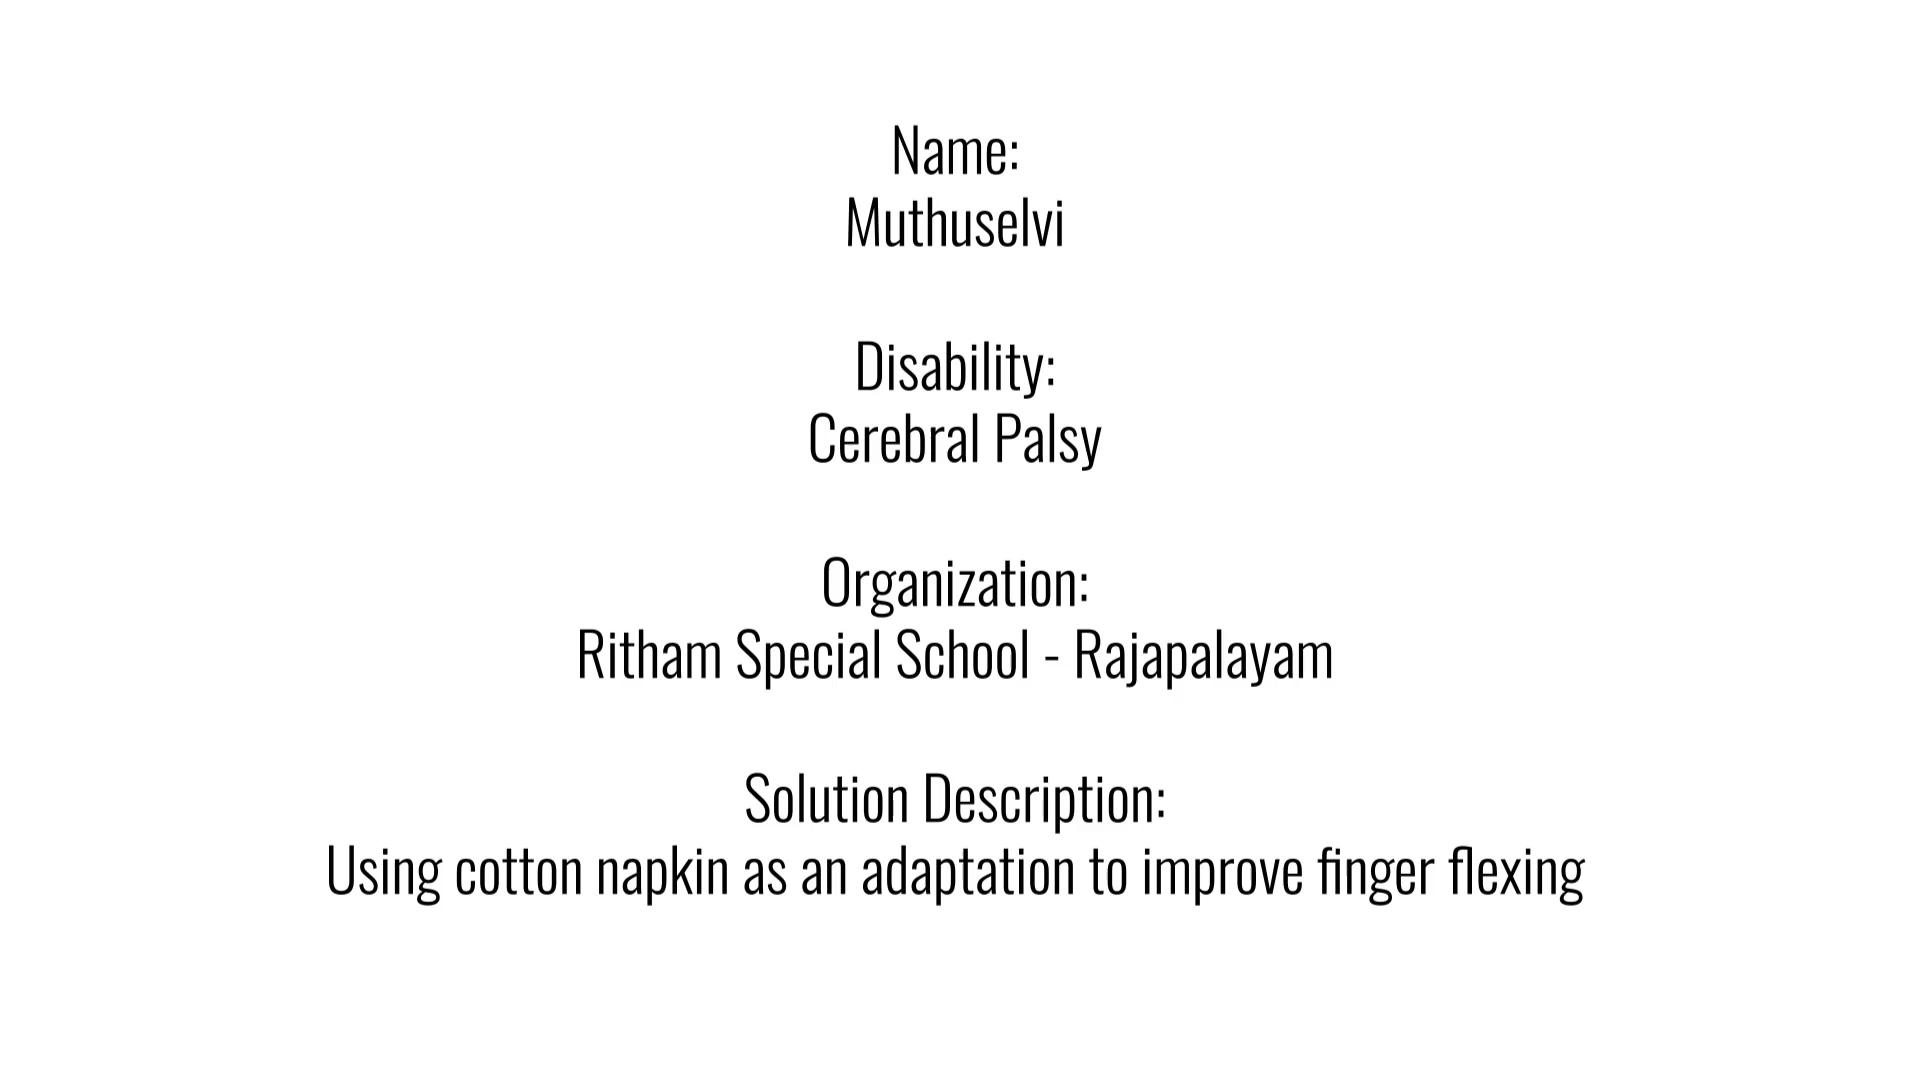 Name:
Muthuselvi
Disability:
Cerebral Palsy
Organization:
Ritham Special School - Rajapalayam
Solution Description:
Using cotton napkin as an adaptation to improve finger flexing